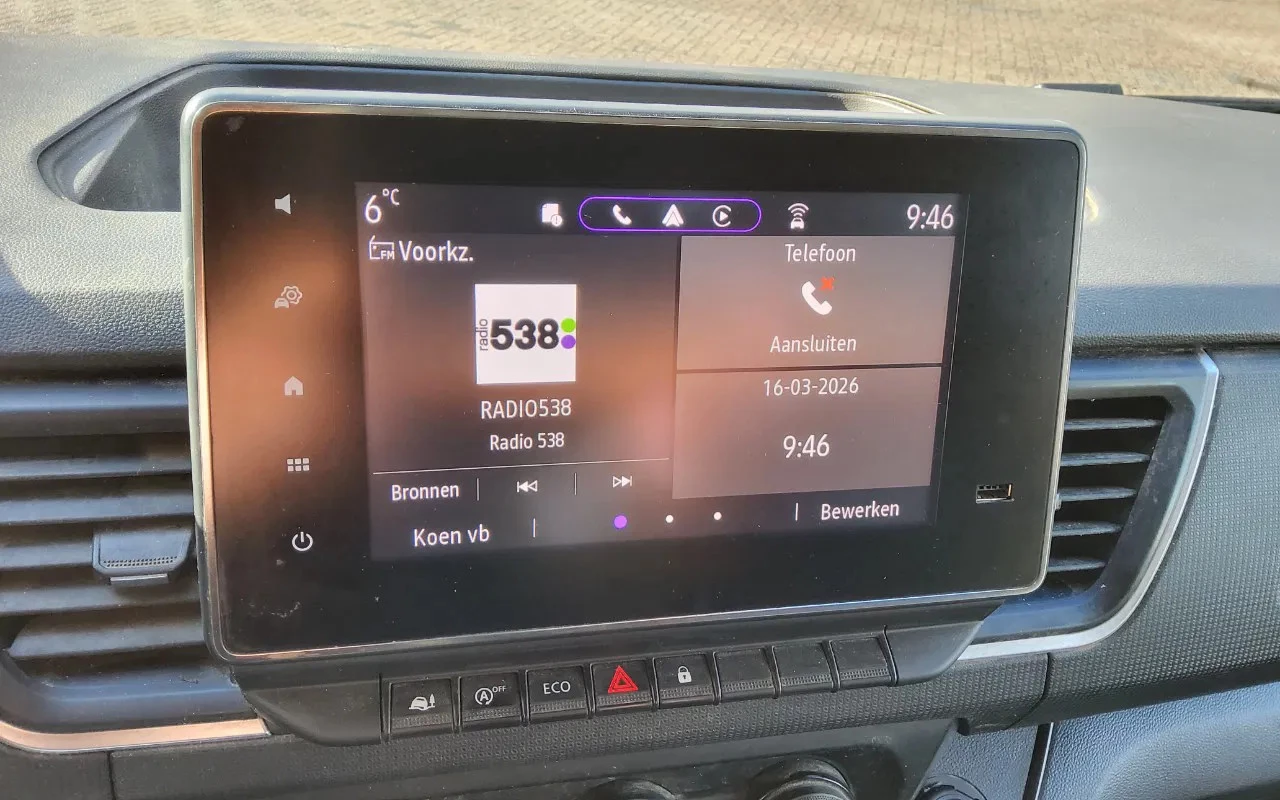 6°C
9:46
FM Voorkz.
radio 538
RADIO538
Radio 538
Telefoon
Aansluiten
16-03-2026
9:46
Bronnen
Koen vb
Bewerken
A OFF
ECO